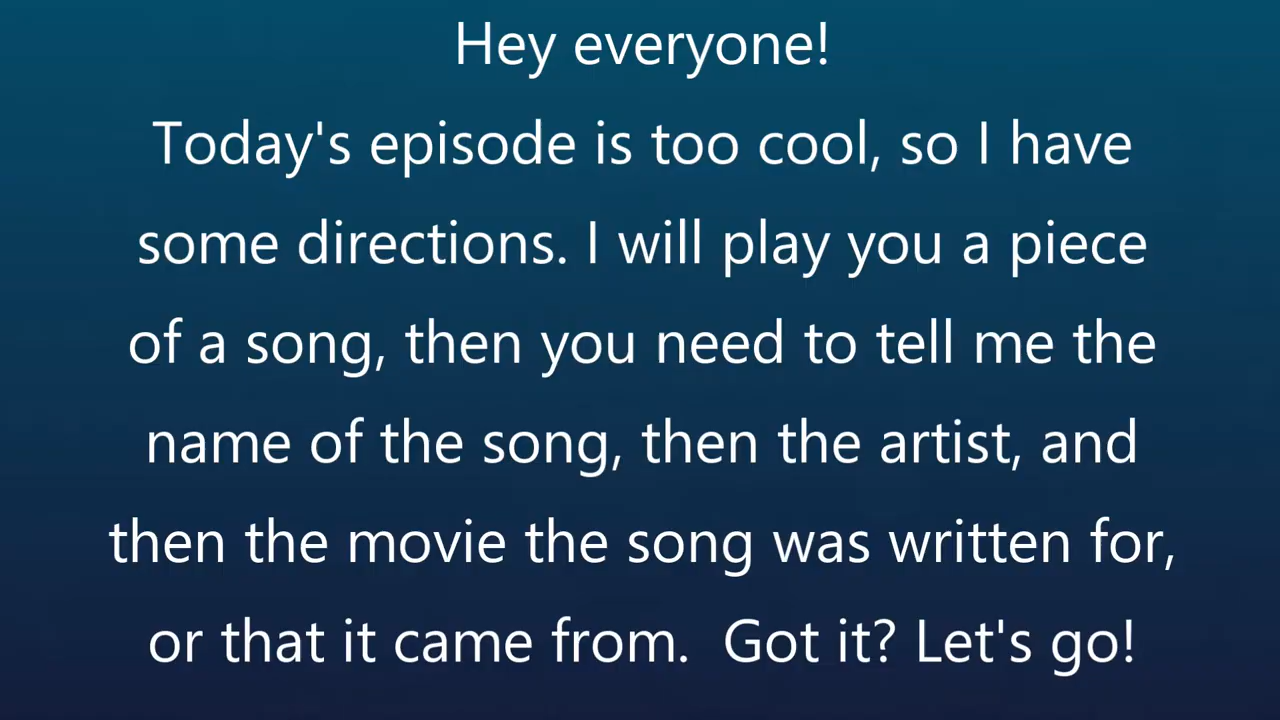 Hey everyone!
Today's episode is too cool, so I have
some directions. I will play you a piece
of a song, then you need to tell me the
name of the song, then the artist, and
then the movie the song was written for,
or that it came from.  Got it? Let's go!